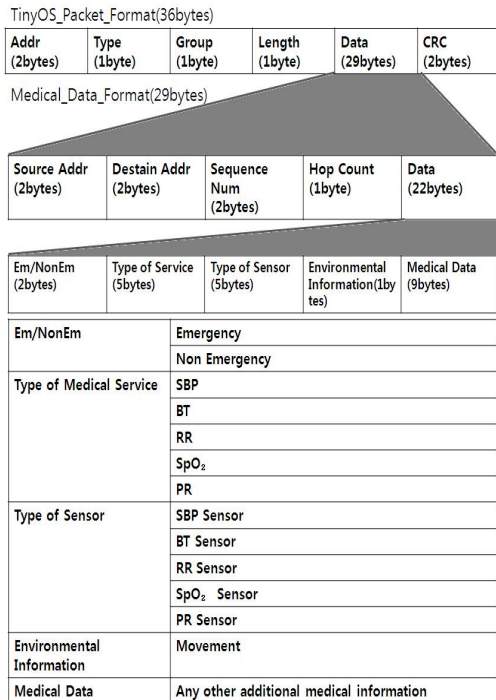 TinyOS_Packet_Format(36bytes)
Addr Type Group Length Data CRC
(2bytes) (1byte) (1byte) (1byte) (29bytes) (2bytes)
Medical_Data_Format(29bytes)
Source Addr Destain Addr Sequence Hop Count Data
(2bytes) (2bytes) Num (1byte) (22bytes)
(2bytes)
Em/NonEm Type of Service Type of Sensor Environmental Medical Data
(2bytes) (5bytes) (5bytes) Information(1by (9bytes)
tes)
Em/NonEm Emergency
Non Emergency
Type of Medical Service SBP
BT
RR
SpO₂
PR
Type of Sensor SBP Sensor
BT Sensor
RR Sensor
SpO₂ Sensor
PR Sensor
Environmental Movement
Information
Medical Data Any other additional medical information